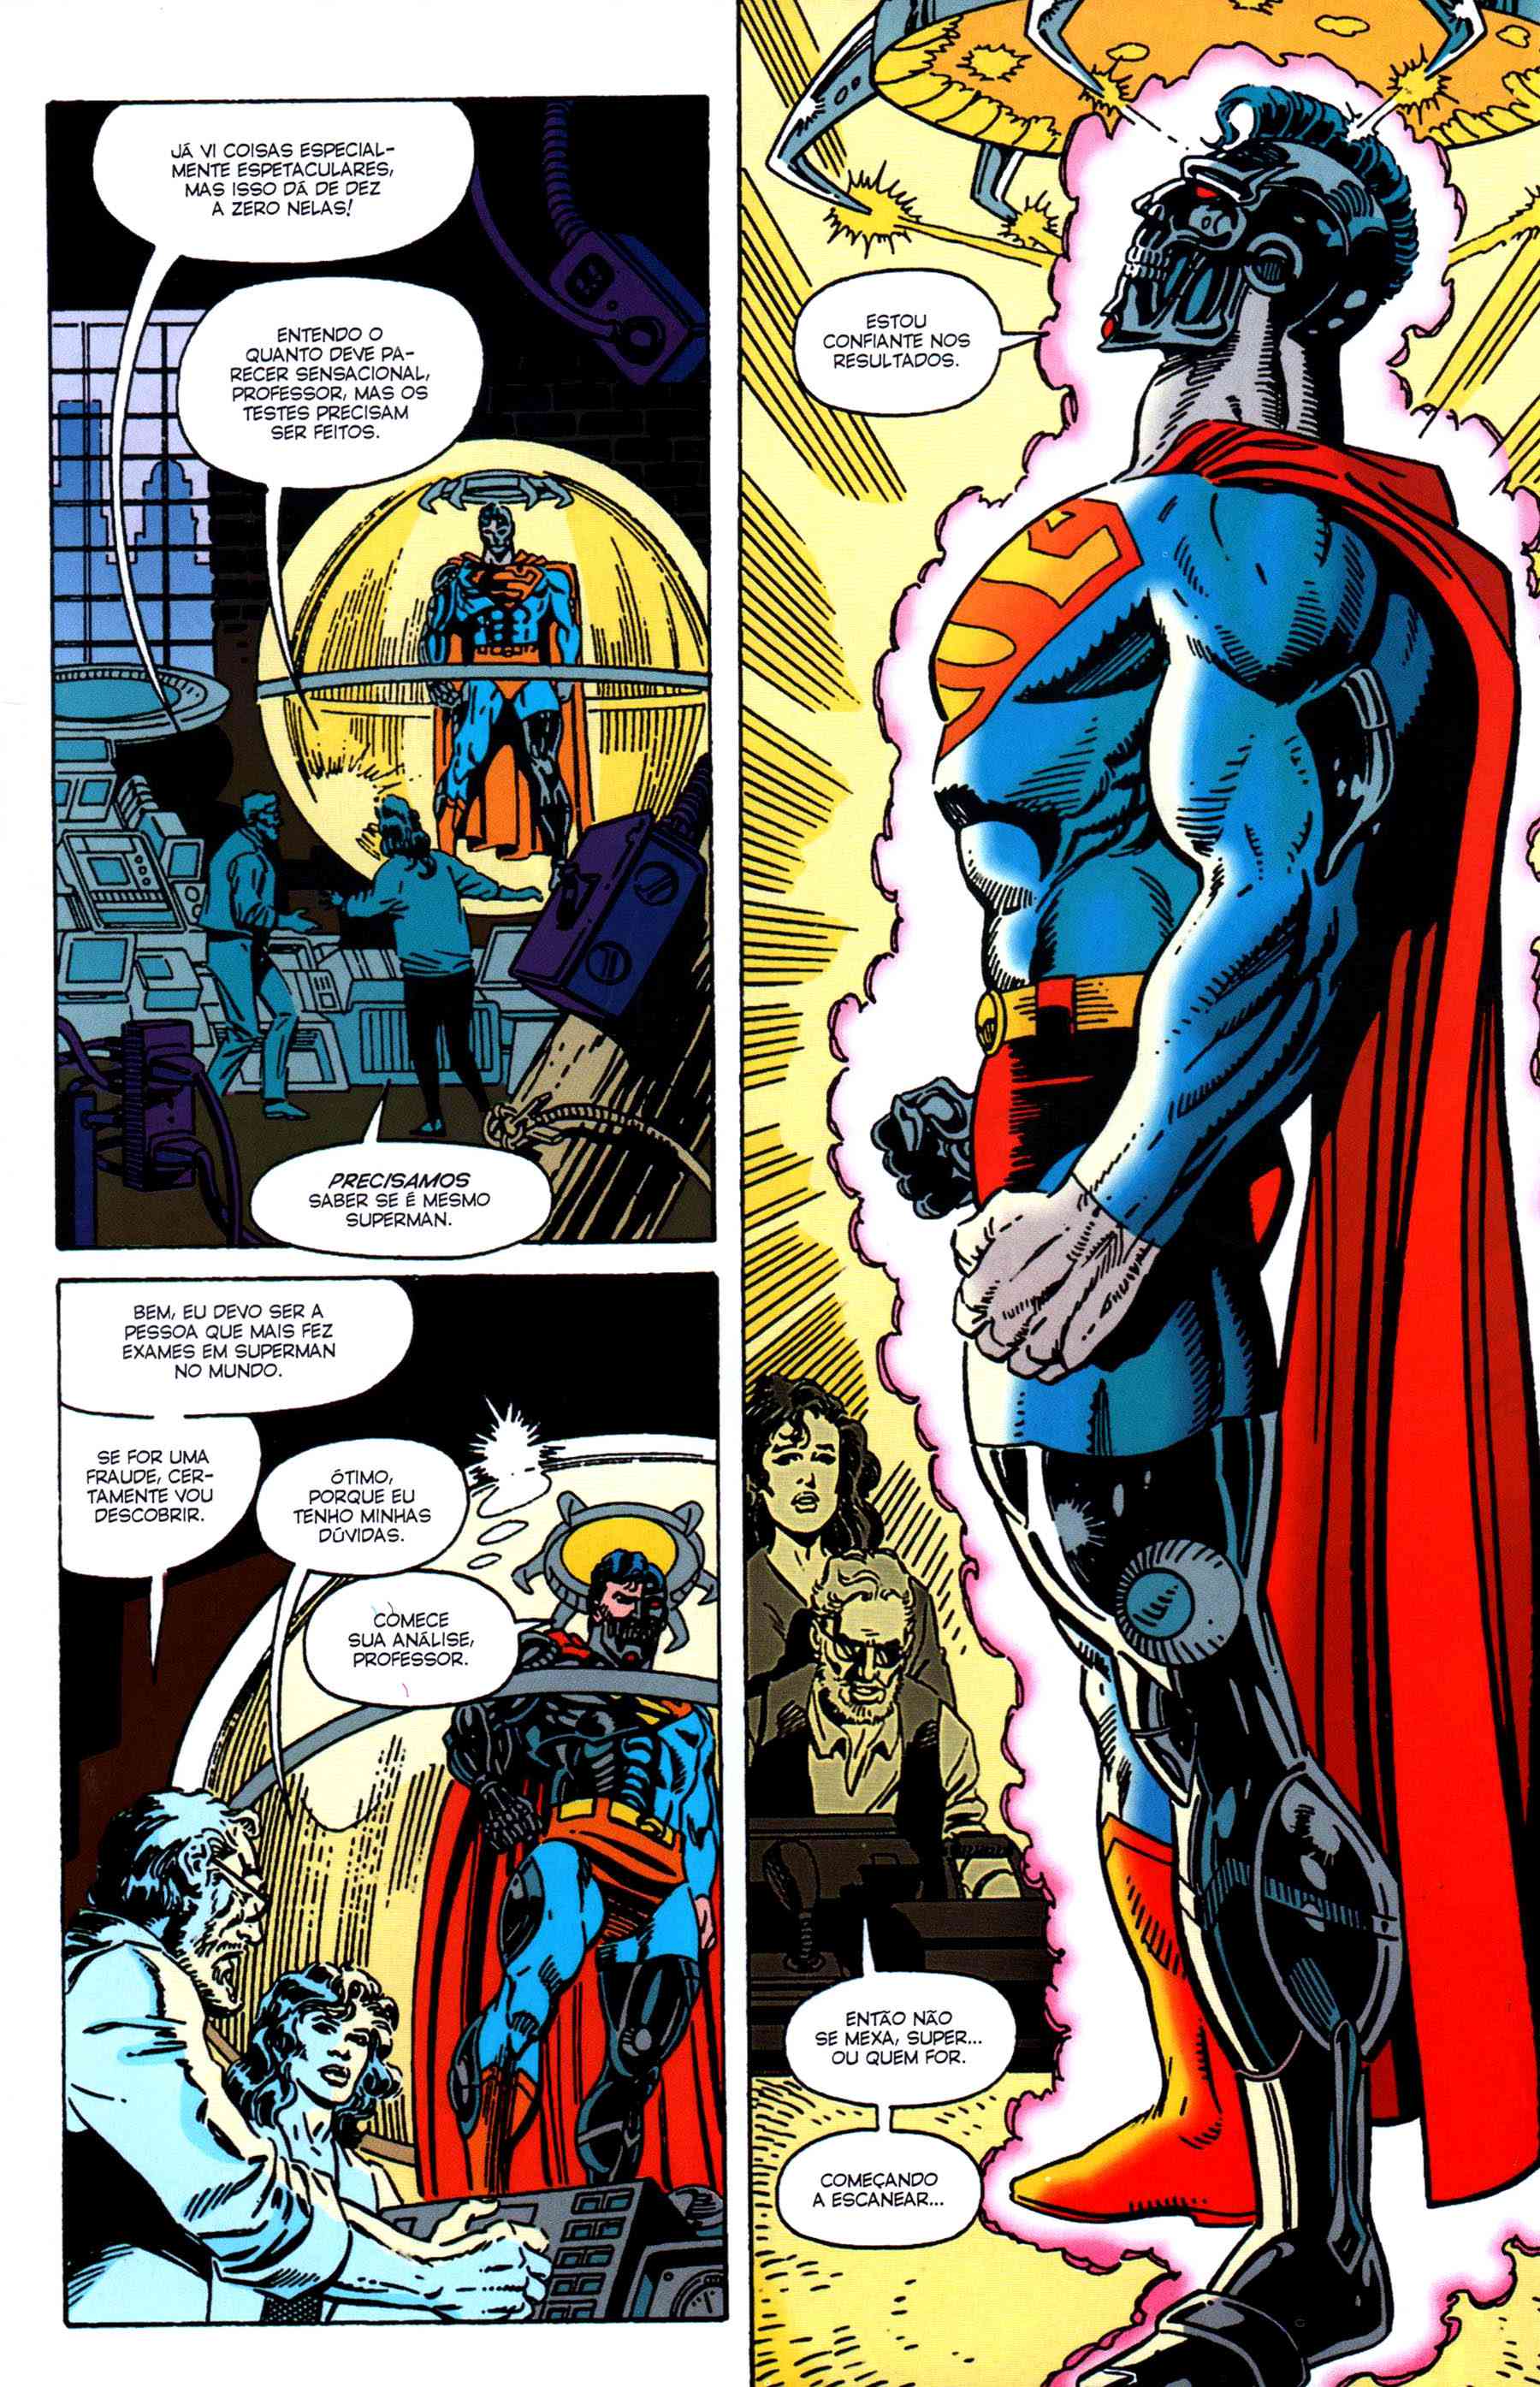 JÁ VI COISAS ESPECIAL-
MENTE ESPETACULARES,
MAS ISSO DÁ DE DEZ
A ZERO NELAS!
ENTENDO O
QUANTO DEVE PA-
RECER SENSACIONAL,
PROFESSOR, MAS OS
TESTES PRECISAM
SER FEITOS.
PRECISAMOS
SABER SE É MESMO
SUPERMAN.
BEM, EU DEVO SER A
PESSOA QUE MAIS FEZ
EXAMES EM SUPERMAN
NO MUNDO.
SE FOR UMA
FRAUDE, CER-
TAMENTE VOU
DESCOBRIR.
ÓTIMO,
PORQUE EU
TENHO MINHAS
DÚVIDAS.
COMECE
SUA ANÁLISE,
PROFESSOR.
ESTOU
CONFIANTE NOS
RESULTADOS.
ENTÃO NÃO
SE MEXA, SUPER...
OU QUEM FOR.
COMEÇANDO
A ESCANEAR...